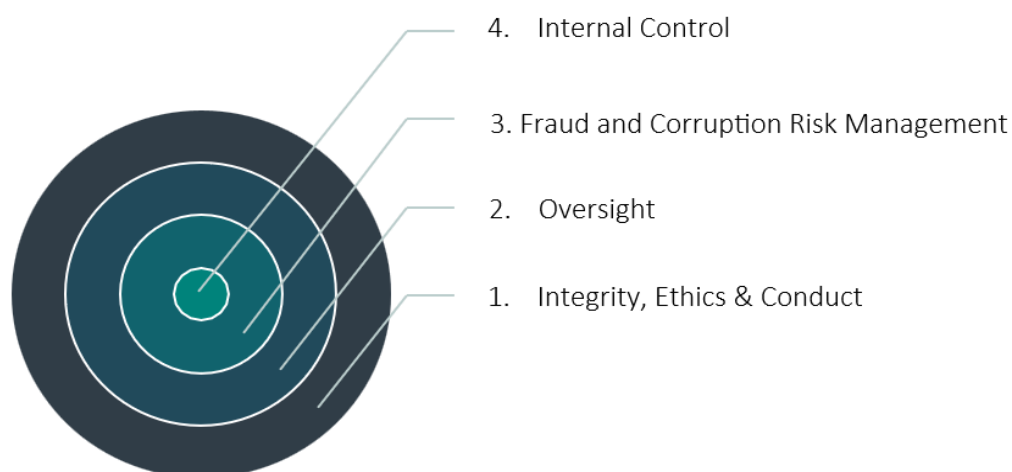 4. Internal Control
3. Fraud and Corruption Risk Management
2. Oversight
1. Integrity, Ethics & Conduct